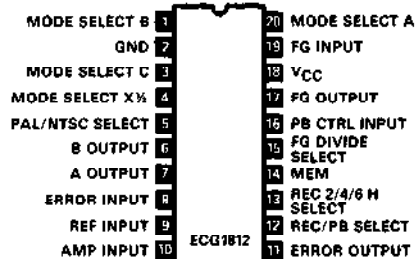 MODE SELECT B 1
GND 2
MODE SELECT C 3
MODE SELECT X½ 4
PAL/NTSC SELECT 5
B OUTPUT 6
A OUTPUT 7
ERROR INPUT 8
REF INPUT 9
AMP INPUT 10
ECG1812
20 MODE SELECT A
19 FG INPUT
18 VCC
17 FG OUTPUT
16 PB CTRL INPUT
15 FG DIVIDE
SELECT
14 MEM
13 REC 2/4/6 H
SELECT
12 REC/PB SELECT
11 ERROR OUTPUT